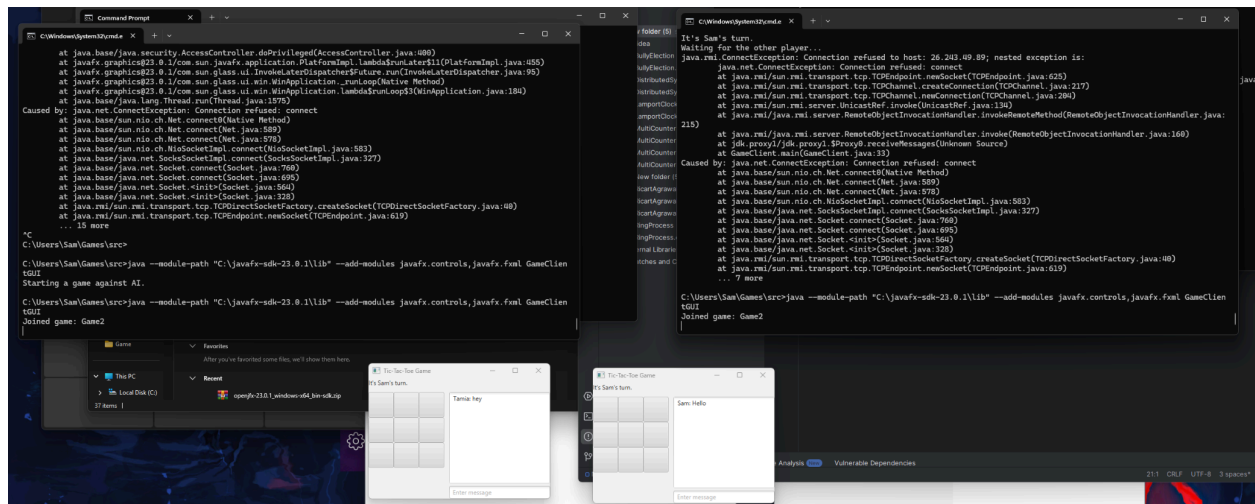 Command Prompt
C:\Windows\System32\cmd.e
at java.base/java.security.AccessController.doPrivileged(AccessController.java:400)
at javafx.graphics@23.0.1/com.sun.javafx.application.PlatformImpl.lambda$runLater$11(PlatformImpl.java:455)
at javafx.graphics@23.0.1/com.sun.glass.ui.InvokeLaterDispatcher$Future.run(InvokeLaterDispatcher.java:95)
at javafx.graphics@23.0.1/com.sun.glass.ui.win.WinApplication._runLoop(Native Method)
at javafx.graphics@23.0.1/com.sun.glass.ui.win.WinApplication.lambda$runLoop$3(WinApplication.java:184)
at java.base/java.lang.Thread.run(Thread.java:1575)
Caused by: java.net.ConnectException: Connection refused: connect
at java.base/sun.nio.ch.Net.connect0(Native Method)
at java.base/sun.nio.ch.Net.connect(Net.java:589)
at java.base/sun.nio.ch.Net.connect(Net.java:578)
at java.base/sun.nio.ch.NioSocketImpl.connect(NioSocketImpl.java:583)
at java.base/java.net.SocksSocketImpl.connect(SocksSocketImpl.java:327)
at java.base/java.net.Socket.connect(Socket.java:760)
at java.base/java.net.Socket.connect(Socket.java:695)
at java.base/java.net.Socket.<init>(Socket.java:564)
at java.base/java.net.Socket.<init>(Socket.java:328)
at java.rmi/sun.rmi.transport.tcp.TCPDirectSocketFactory.createSocket(TCPDirectSocketFactory.java:40)
at java.rmi/sun.rmi.transport.tcp.TCPEndpoint.newSocket(TCPEndpoint.java:619)
... 15 more
^C
C:\Users\Sam\Games\src>
C:\Users\Sam\Games\src>java --module-path "C:\javafx-sdk-23.0.1\lib" --add-modules javafx.controls,javafx.fxml GameClien
tGUI
Starting a game against AI.
C:\Users\Sam\Games\src>java --module-path "C:\javafx-sdk-23.0.1\lib" --add-modules javafx.controls,javafx.fxml GameClien
tGUI
Joined game: Game2
C:\Windows\System32\cmd.e
It's Sam's turn.
Waiting for the other player...
java.rmi.ConnectException: Connection refused to host: 26.243.49.89; nested exception is:
java.net.ConnectException: Connection refused: connect
at java.rmi/sun.rmi.transport.tcp.TCPEndpoint.newSocket(TCPEndpoint.java:625)
at java.rmi/sun.rmi.transport.tcp.TCPChannel.createConnection(TCPChannel.java:217)
at java.rmi/sun.rmi.transport.tcp.TCPChannel.newConnection(TCPChannel.java:204)
at java.rmi/sun.rmi.server.UnicastRef.invoke(UnicastRef.java:134)
at java.rmi/java.rmi.server.RemoteObjectInvocationHandler.invokeRemoteMethod(RemoteObjectInvocationHandler.java:
215)
at java.rmi/java.rmi.server.RemoteObjectInvocationHandler.invoke(RemoteObjectInvocationHandler.java:160)
at jdk.proxy1/jdk.proxy1.$Proxy0.receiveMessages(Unknown Source)
at GameClient.main(GameClient.java:33)
Caused by: java.net.ConnectException: Connection refused: connect
at java.base/sun.nio.ch.Net.connect0(Native Method)
at java.base/sun.nio.ch.Net.connect(Net.java:589)
at java.base/sun.nio.ch.Net.connect(Net.java:578)
at java.base/sun.nio.ch.NioSocketImpl.connect(NioSocketImpl.java:583)
at java.base/java.net.SocksSocketImpl.connect(SocksSocketImpl.java:327)
at java.base/java.net.Socket.connect(Socket.java:760)
at java.base/java.net.Socket.connect(Socket.java:695)
at java.base/java.net.Socket.<init>(Socket.java:564)
at java.base/java.net.Socket.<init>(Socket.java:328)
at java.rmi/sun.rmi.transport.tcp.TCPDirectSocketFactory.createSocket(TCPDirectSocketFactory.java:40)
at java.rmi/sun.rmi.transport.tcp.TCPEndpoint.newSocket(TCPEndpoint.java:619)
... 7 more
C:\Users\Sam\Games\src>java --module-path "C:\javafx-sdk-23.0.1\lib" --add-modules javafx.controls,javafx.fxml GameClien
tGUI
Joined game: Game2
Game
This PC
Local Disk (C:)
37 items
Favorites
After you've favorited some files, we'll show them here.
Recent
openjfx-23.0.1_windows-x64_bin-sdk.zip
Tic-Tac-Toe Game
It's Sam's turn.
Tamia: hey
Enter message
Tic-Tac-Toe Game
It's Sam's turn.
Sam: Hello
Enter message
Analysis
Vulnerable Dependencies
21:1 CRLF UTF-8 3 spaces*